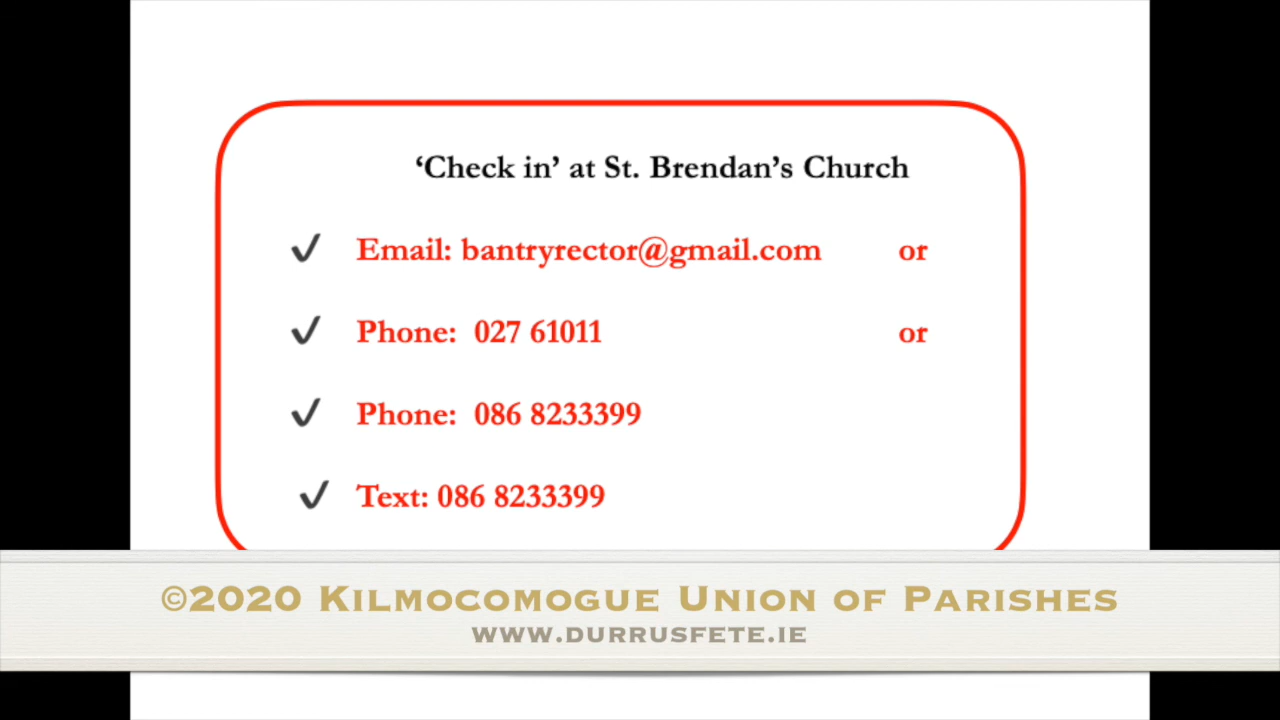 ‘Check in’ at St. Brendan’s Church
✔ Email: bantryrector@gmail.com or
✔ Phone: 027 61011 or
✔ Phone: 086 8233399
✔ Text: 086 8233399
©2020 Kilmocomogue Union of Parishes
www.durrusfete.ie